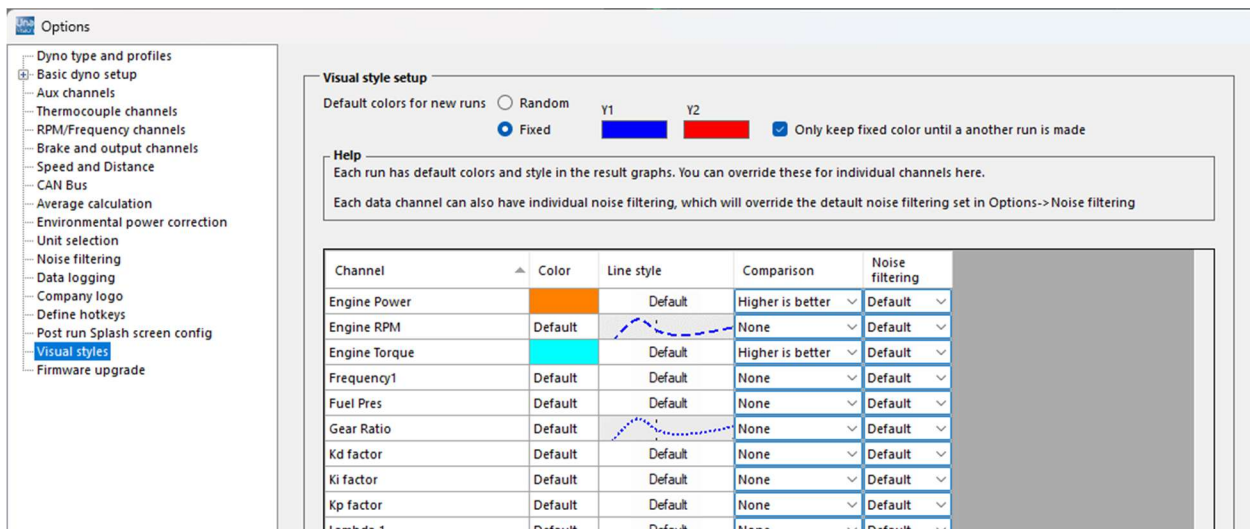 Una
Options
Dyno type and profiles
Basic dyno setup
Aux channels
Thermocouple channels
RPM/Frequency channels
Brake and output channels
Speed and Distance
CAN Bus
Average calculation
Environmental power correction
Unit selection
Noise filtering
Data logging
Company logo
Define hotkeys
Post run Splash screen config
Visual styles
Firmware upgrade
Visual style setup
Default colors for new runs Random Y1 Y2
Fixed Only keep fixed color until a another run is made
Help
Each run has default colors and style in the result graphs. You can override these for individual channels here.
Each data channel can also have individual noise filtering, which will override the detault noise filtering set in Options->Noise filtering
Channel Color Line style Comparison Noise filtering
Engine Power Default Higher is better Default
Engine RPM Default None Default
Engine Torque Default Higher is better Default
Frequency1 Default Default None Default
Fuel Pres Default Default None Default
Gear Ratio Default None Default
Kd factor Default Default None Default
Ki factor Default Default None Default
Kp factor Default Default None Default
Lambda 1 Default Default None Default